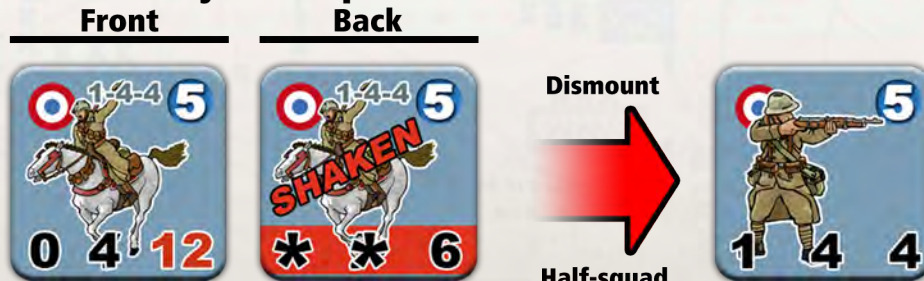 Front
Back
1-4-4 5
0 4 12
1-4-4 5
SHAKEN
* * 6
Dismount
Half-squad
5
1 4 4